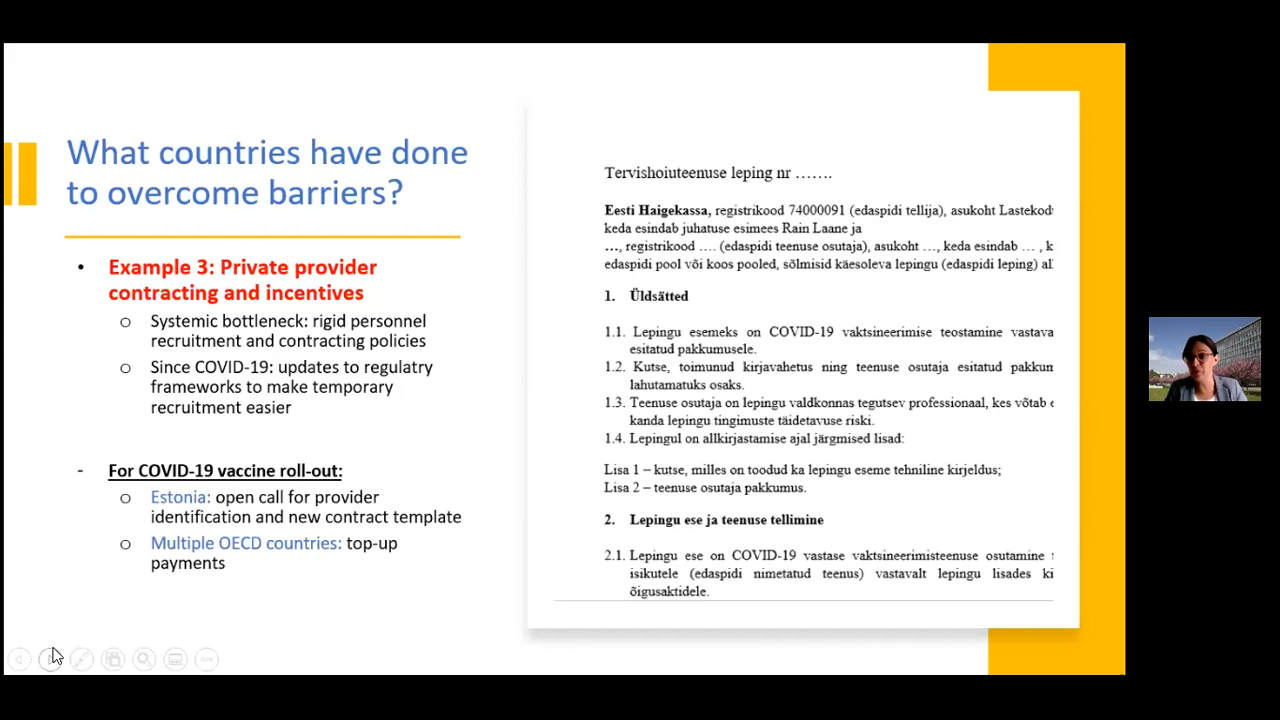 What countries have done
to overcome barriers?
• Example 3: Private provider
contracting and incentives
o Systemic bottleneck: rigid personnel
recruitment and contracting policies
o Since COVID-19: updates to regulatry
frameworks to make temporary
recruitment easier
- For COVID-19 vaccine roll-out:
o Estonia: open call for provider
identification and new contract template
o Multiple OECD countries: top-up
payments
Tervishoiuteenuse leping nr …….
Eesti Haigekassa, registrikood 74000091 (edaspidi tellija), asukoht
keda esindab juhatuse esimees Rain Laane ja
…, registrikood …. (edaspidi teenuse osutaja), asukoht …, keda esindab … ,
edaspidi pool või koos pooled, sõlmisid käesoleva lepingu (edaspidi leping)
1. Üldsätted
1.1. Lepingu esemeks on COVID-19 vaktsineerimise teostamine
esitatud pakkumusele.
1.2. Kutse, toimunud kirjavahetus ning teenuse osutaja esitatud
lahutamatuks osaks.
1.3. Teenuse osutaja on lepingu valdkonnas tegutsev professionaal, kes võtab
kanda lepingu tingimuste täidetavuse riski.
1.4. Lepingul on allkirjastamise ajal järgmised lisad:
Lisa 1 – kutse, milles on toodud ka lepingu eseme tehniline kirjeldus;
Lisa 2 – teenuse osutaja pakkumus.
2. Lepingu ese ja teenuse tellimine
2.1. Lepingu ese on COVID-19 vastase vaktsineerimisteenuse osutamine
isikutele (edaspidi nimetatud teenus) vastavalt lepingu lisades
õigusaktidele.